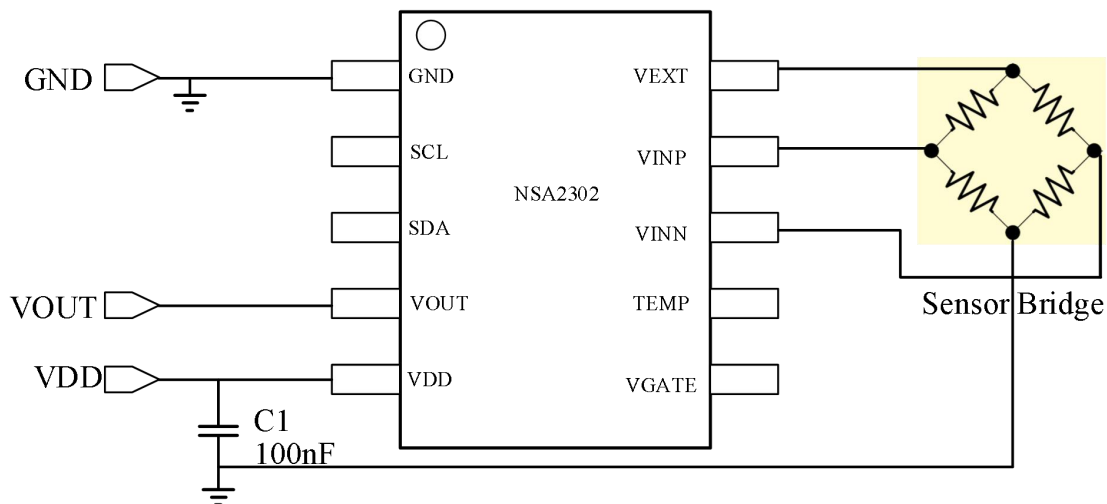 GND
VOUT
VDD
C1
100nF
GND
SCL
SDA
VOUT
VDD
NSA2302
VEXT
VINP
VINN
TEMP
VGATE
Sensor Bridge